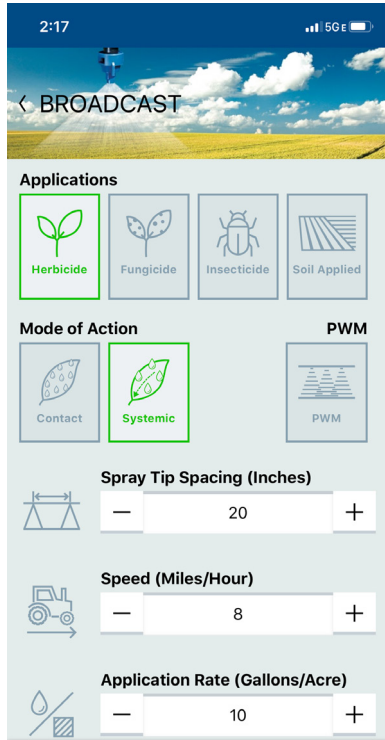 2:17 5G E
BROADCAST
Applications
Herbicide Fungicide Insecticide Soil Applied
Mode of Action PWM
Contact Systemic PWM
Spray Tip Spacing (Inches)
— 20 +
Speed (Miles/Hour)
— 8 +
Application Rate (Gallons/Acre)
— 10 +